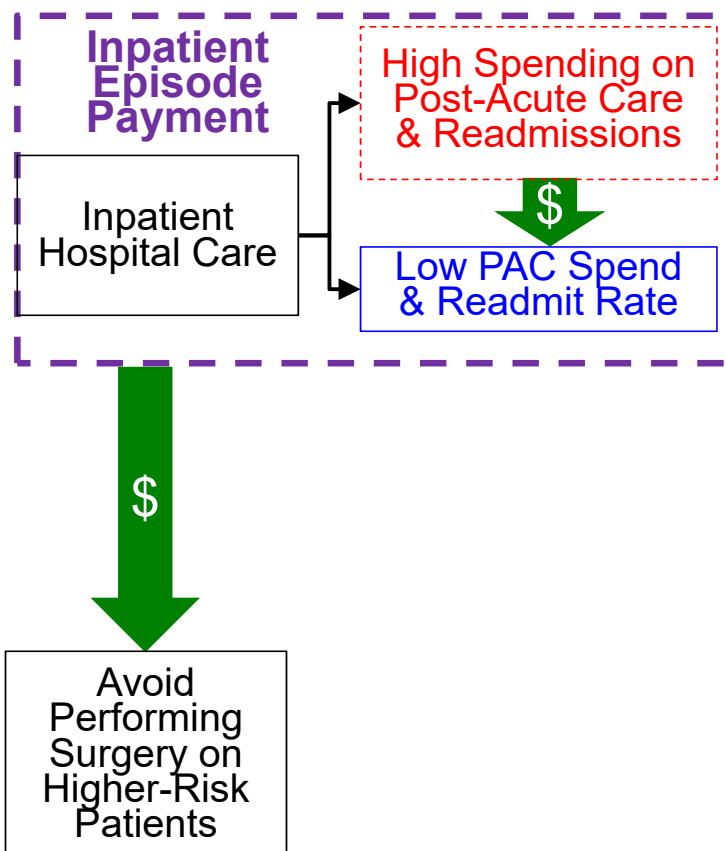 Inpatient
Episode
Payment
High Spending on
Post-Acute Care
& Readmissions
$
Inpatient
Hospital Care
Low PAC Spend
& Readmit Rate
$
Avoid
Performing
Surgery on
Higher-Risk
Patients